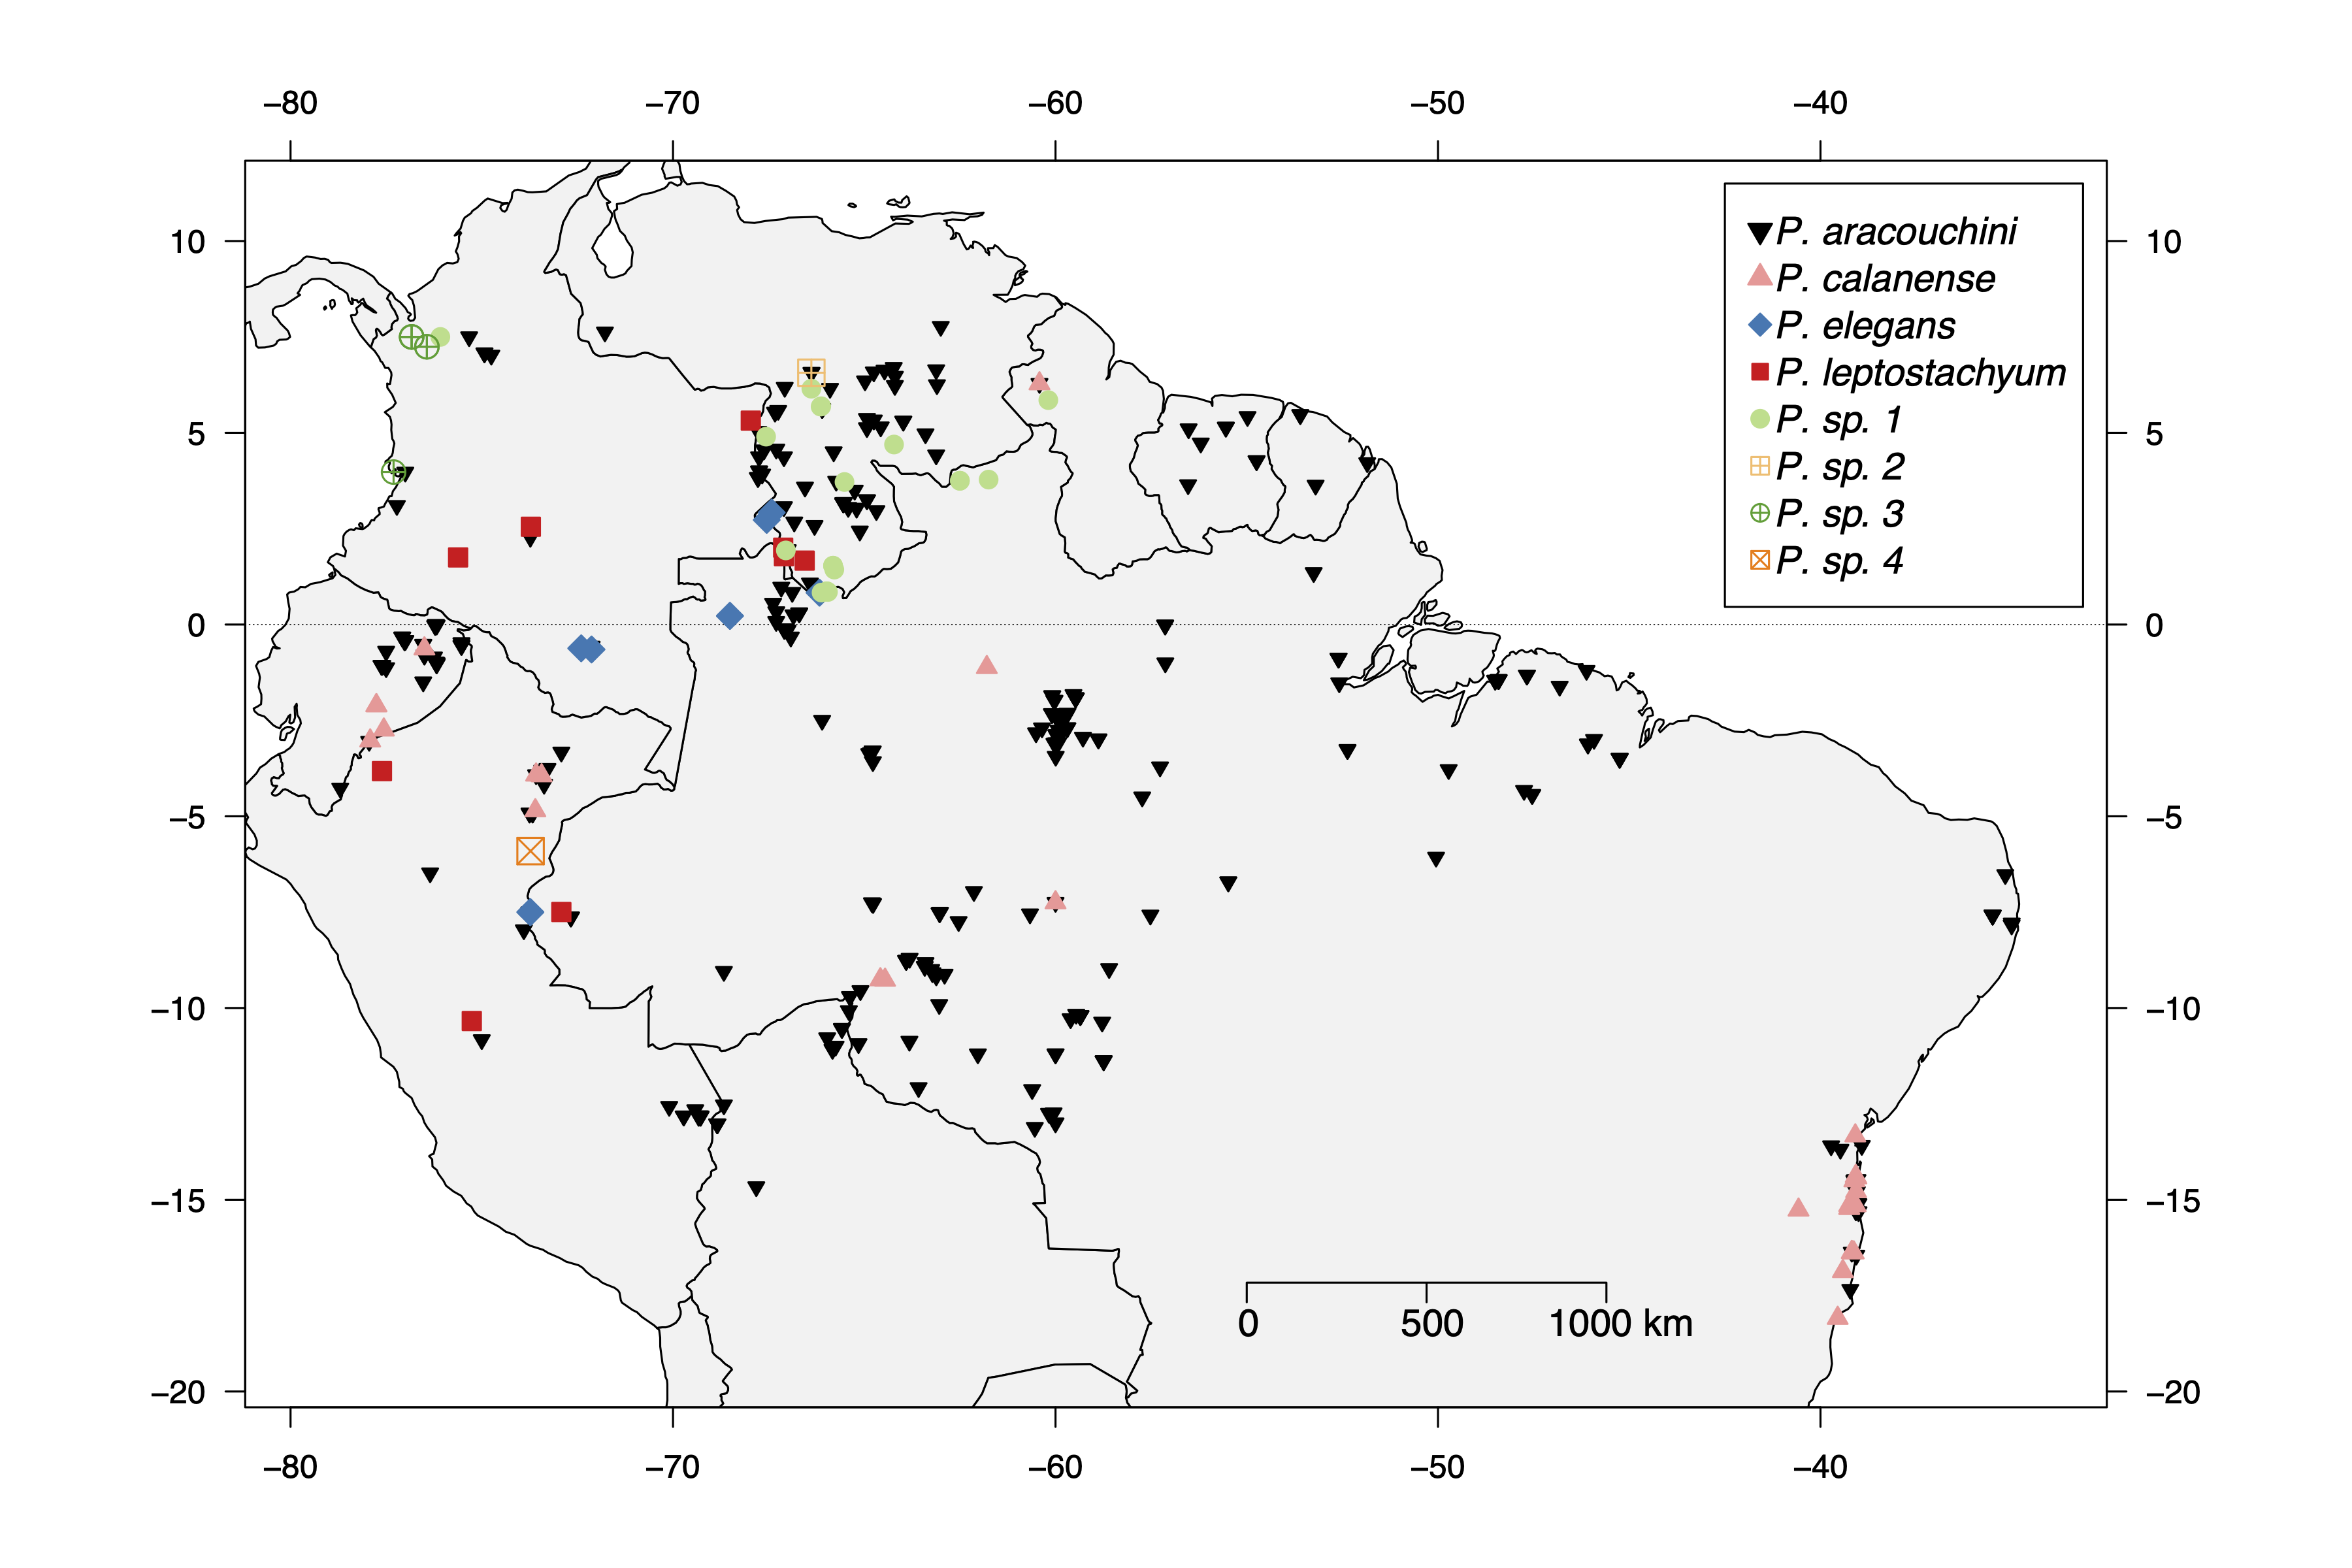 −80 −70 −60 −50 −40
10 10
5 5
0 0
−5 −5
−10 −10
−15 −15
−20 −20
P. aracouchini
P. calanense
P. elegans
P. leptostachyum
P. sp. 1
P. sp. 2
P. sp. 3
P. sp. 4
0 500 1000 km
−80 −70 −60 −50 −40